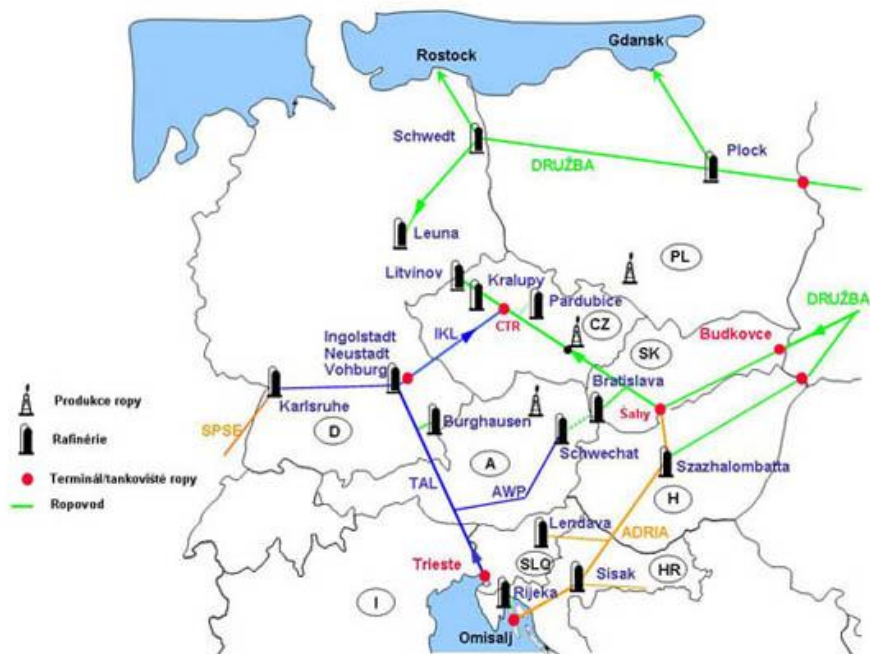 Gdansk
Rostock
Schwedt
Plock
DRUŽBA
Leuna
PL
Litvínov
Kralupy
Pardubice
DRUŽBA
CTR
CZ
IKL
Budkovce
Ingolstadt
Neustadt
Vohburg
SK
Bratislava
Produkce ropy
Karlsruhe
Šahy
SPSE
D
Burghausen
Rafinérie
Schwechat
A
Szazhalombatta
Terminál/tankoviště ropy
TAL
AWP
H
Ropovod
Lendava
ADRIA
Trieste
SLO
HR
Sisak
I
Rijeka
Omisalj